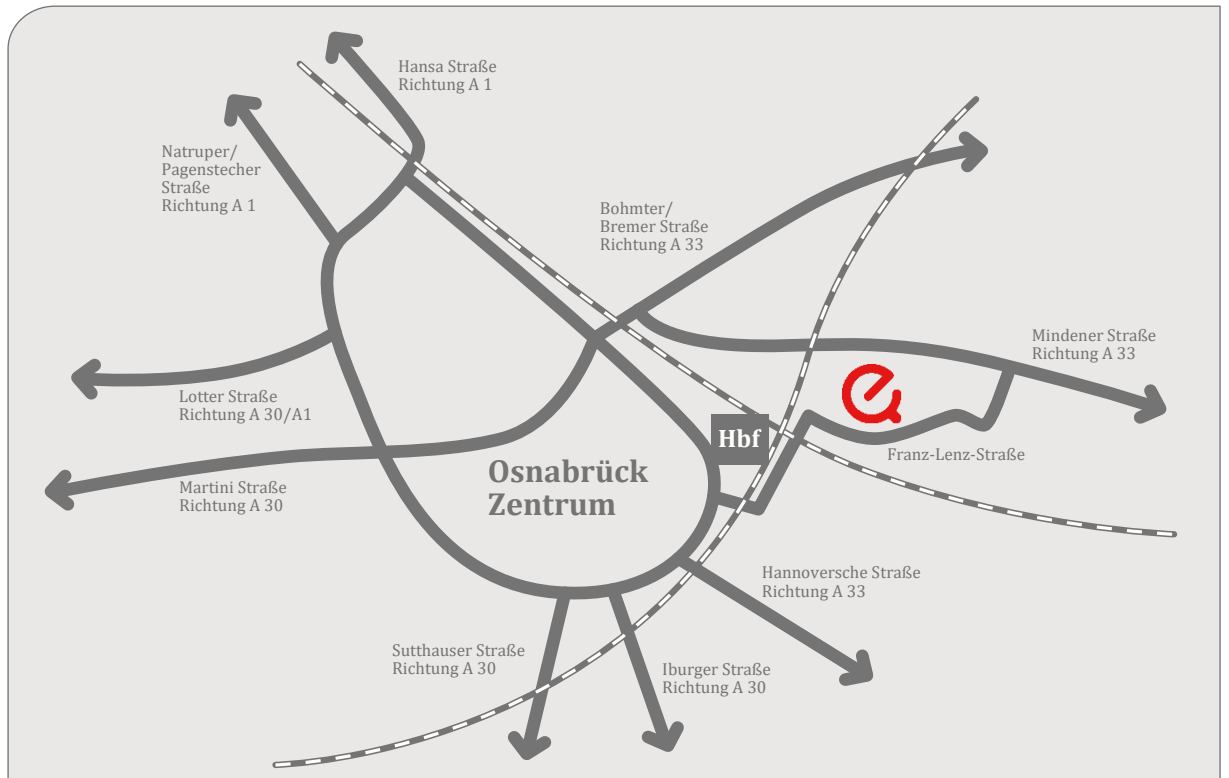 Hansa Straße
Richtung A 1
Natruper/
Pagenstecher
Straße
Richtung A 1
Bohmter/
Bremer Straße
Richtung A 33
Mindener Straße
Richtung A 33
Lotter Straße
Richtung A 30/A1
Hbf
Franz-Lenz-Straße
Osnabrück
Zentrum
Martini Straße
Richtung A 30
Hannoversche Straße
Richtung A 33
Sutthauser Straße
Richtung A 30
Iburger Straße
Richtung A 30